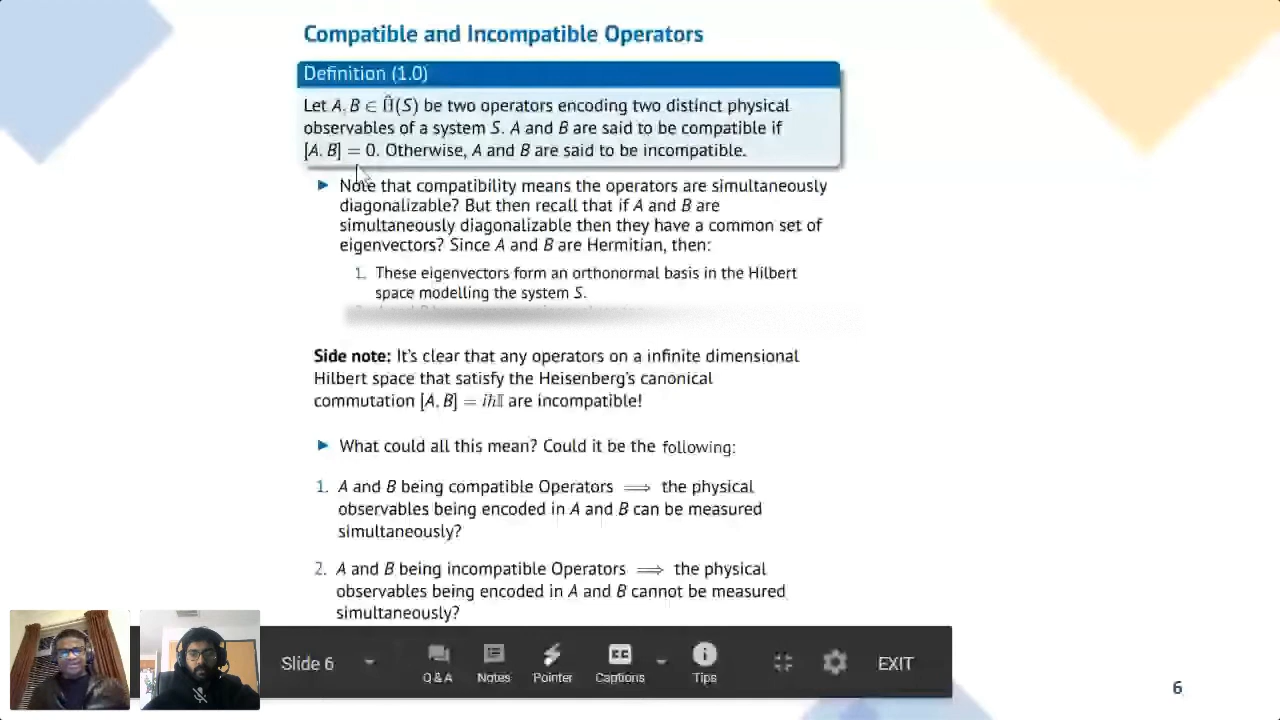 Compatible and Incompatible Operators
Definition (1.0)
Let A, B ∈ Π̂(S) be two operators encoding two distinct physical
observables of a system S. A and B are said to be compatible if
[A, B] = 0. Otherwise, A and B are said to be incompatible.
Note that compatibility means the operators are simultaneously
diagonalizable? But then recall that if A and B are
simultaneously diagonalizable then they have a common set of
eigenvectors? Since A and B are Hermitian, then:
1. These eigenvectors form an orthonormal basis in the Hilbert
space modelling the system S.
Side note: It's clear that any operators on a infinite dimensional
Hilbert space that satisfy the Heisenberg's canonical
commutation [A, B] = iħ𝕀 are incompatible!
What could all this mean? Could it be the following:
1. A and B being compatible Operators ⟹ the physical
observables being encoded in A and B can be measured
simultaneously?
2. A and B being incompatible Operators ⟹ the physical
observables being encoded in A and B cannot be measured
simultaneously?
Slide 6
Q&A
Notes
Pointer
Captions
Tips
EXIT
6